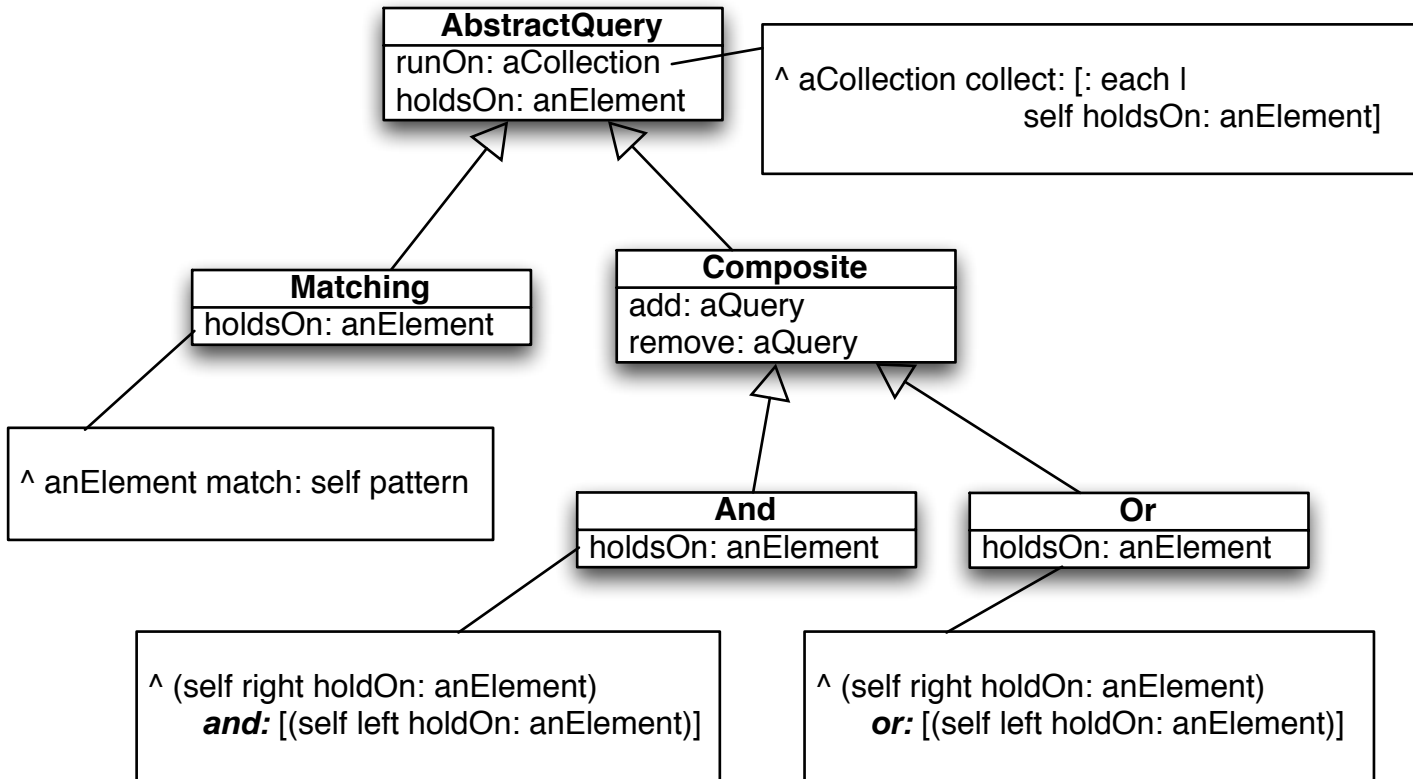 AbstractQuery
runOn: aCollection
holdsOn: anElement
^ aCollection collect: [: each |
self holdsOn: anElement]
Matching
holdsOn: anElement
Composite
add: aQuery
remove: aQuery
^ anElement match: self pattern
And
holdsOn: anElement
Or
holdsOn: anElement
^ (self right holdOn: anElement)
and: [(self left holdOn: anElement)]
^ (self right holdOn: anElement)
or: [(self left holdOn: anElement)]